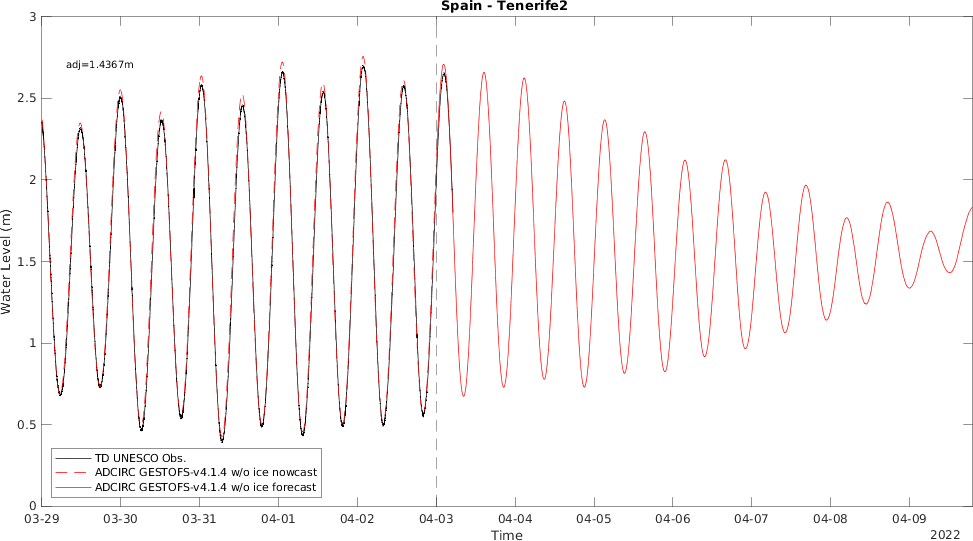 Spain - Tenerife2
adj=1.4367m
3
2.5
2
1.5
1
0.5
0
Water Level (m)
TD UNESCO Obs.
ADCIRC GESTOFS-v4.1.4 w/o ice nowcast
ADCIRC GESTOFS-v4.1.4 w/o ice forecast
03-29 03-30 03-31 04-01 04-02 04-03 04-04 04-05 04-06 04-07 04-08 04-09
Time
2022